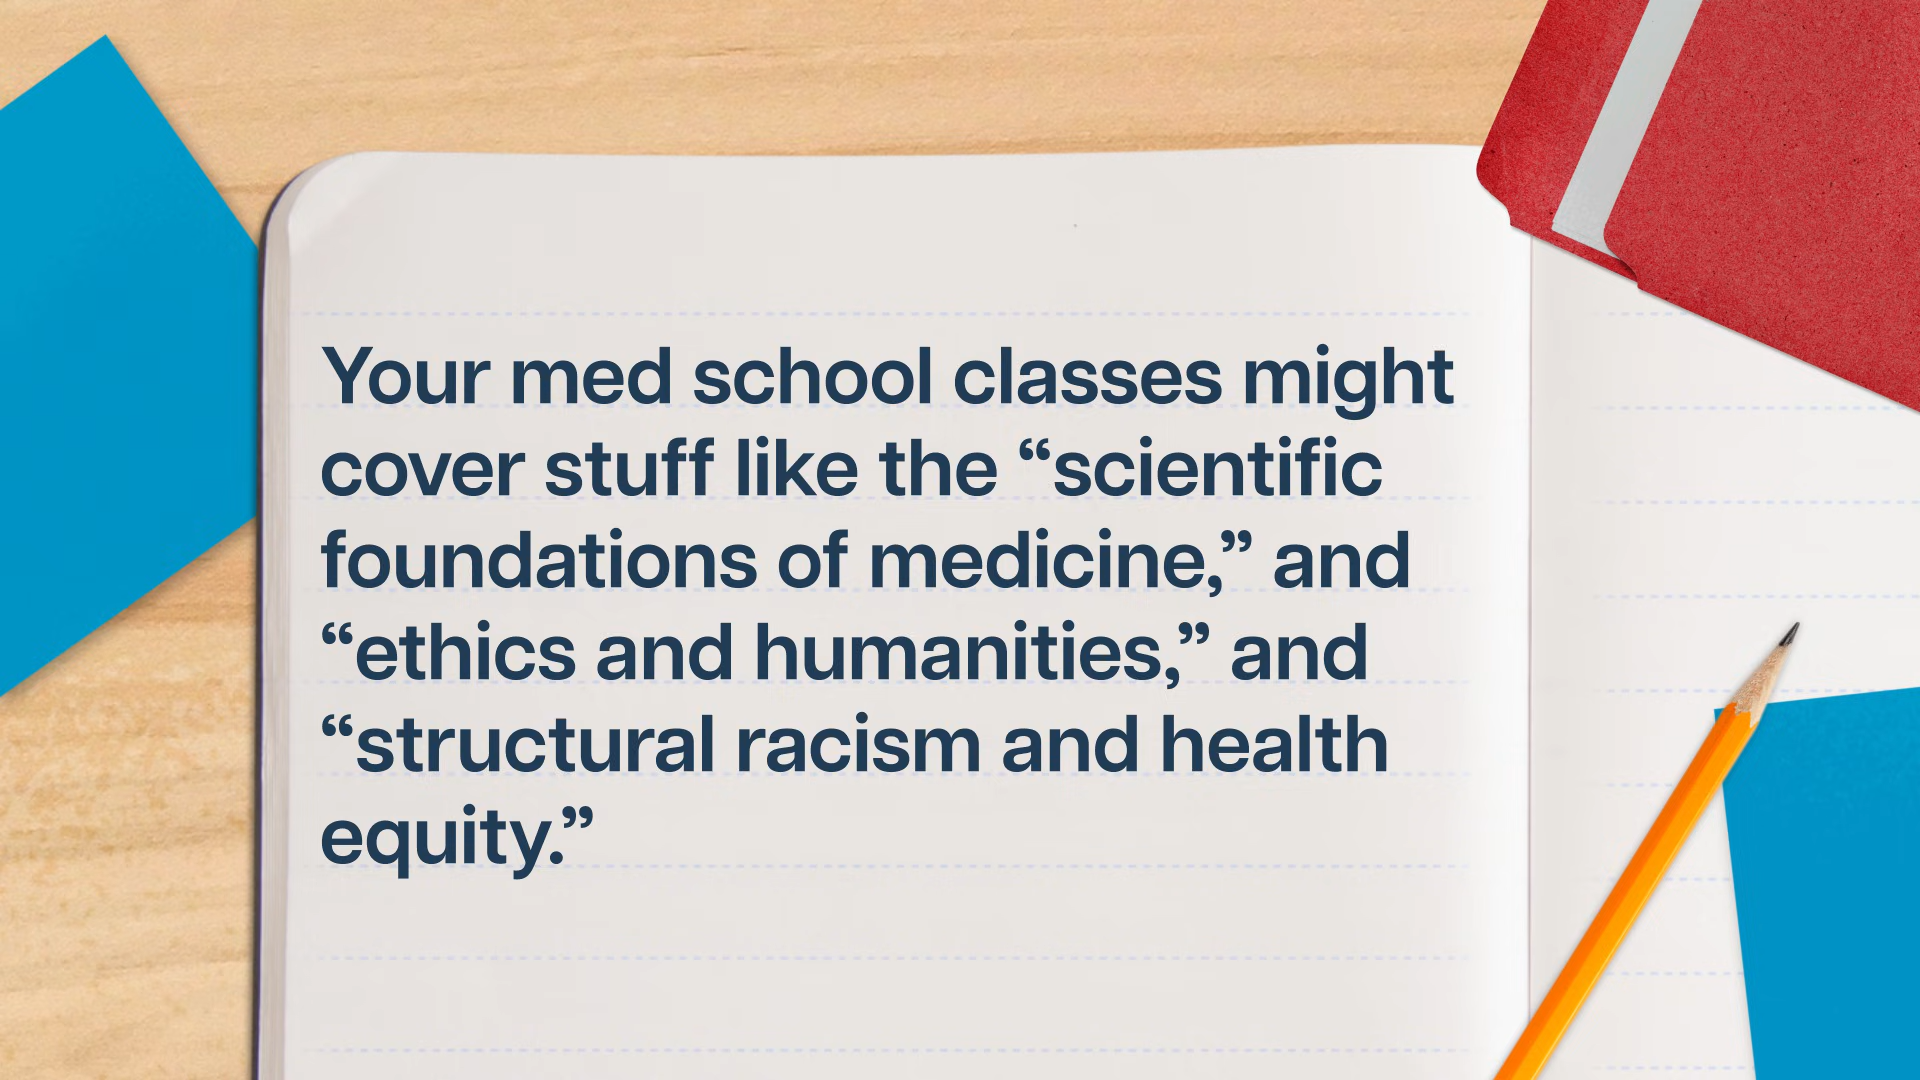 Your med school classes might
cover stuff like the “scientific
foundations of medicine,” and
“ethics and humanities,” and
“structural racism and health
equity.”